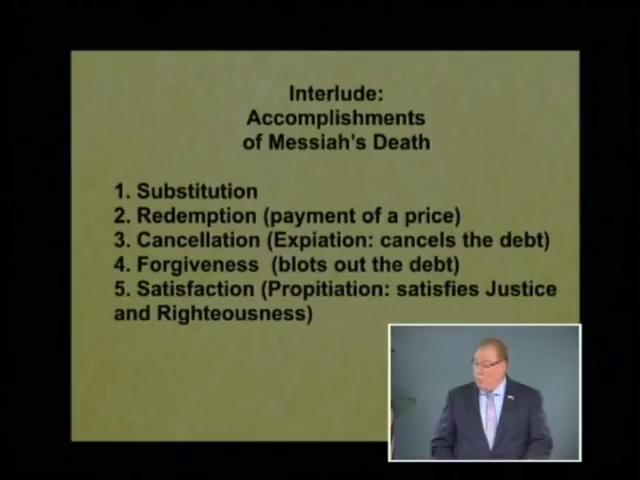 Interlude:
Accomplishments
of Messiah's Death
1. Substitution
2. Redemption (payment of a price)
3. Cancellation (Expiation: cancels the debt)
4. Forgiveness (blots out the debt)
5. Satisfaction (Propitiation: satisfies Justice
and Righteousness)